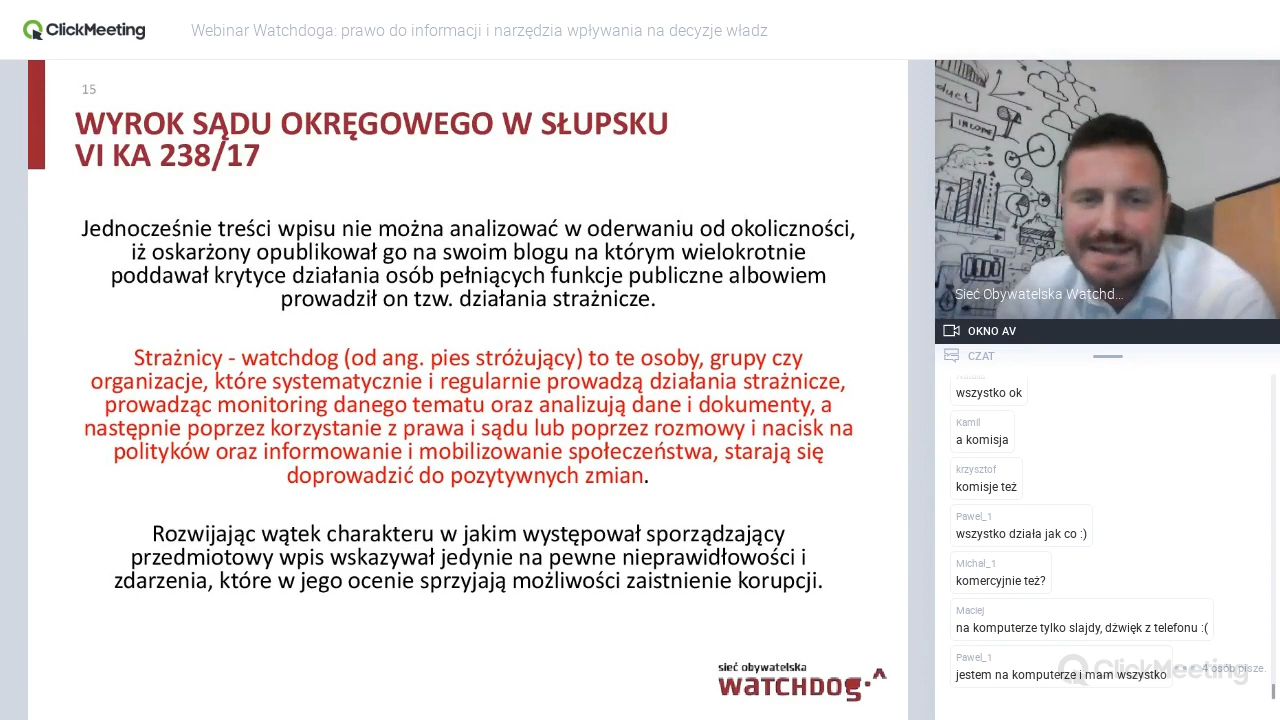 ClickMeeting
Webinar Watchdoga: prawo do informacji i narzędzia wpływania na decyzje władz
15
WYROK SĄDU OKRĘGOWEGO W SŁUPSKU
VI KA 238/17
Jednocześnie treści wpisu nie można analizować w oderwaniu od okoliczności,
iż oskarżony opublikował go na swoim blogu na którym wielokrotnie
poddawał krytyce działania osób pełniących funkcje publiczne albowiem
prowadził on tzw. działania strażnicze.
Strażnicy - watchdog (od ang. pies stróżujący) to te osoby, grupy czy
organizacje, które systematycznie i regularnie prowadzą działania strażnicze,
prowadząc monitoring danego tematu oraz analizują dane i dokumenty, a
następnie poprzez korzystanie z prawa i sądu lub poprzez rozmowy i nacisk na
polityków oraz informowanie i mobilizowanie społeczeństwa, starają się
doprowadzić do pozytywnych zmian.
Rozwijając wątek charakteru w jakim występował sporządzający
przedmiotowy wpis wskazywał jedynie na pewne nieprawidłowości i
zdarzenia, które w jego ocenie sprzyjają możliwości zaistnienie korupcji.
sieć obywatelska
WATCHDOG
INCOME
Sieć Obywatelska Watchd...
OKNO AV
CZAT
wszystko ok
Kamil
a komisja
krzysztof
komisje też
Pawel_1
wszystko działa jak co :)
Michal_1
komercyjnie też?
Maciej
na komputerze tylko slajdy, dżwięk z telefonu :(
Pawel_1
jestem na komputerze i mam wszystko
4 osób pisze.
ClickMeeting